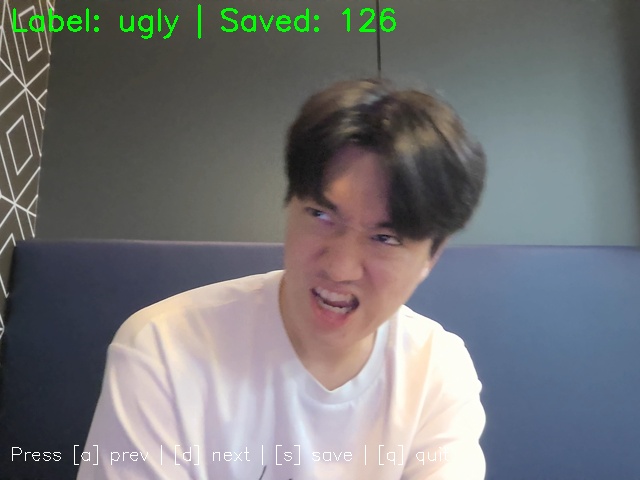 Label: ugly | Saved: 126
Press [a] prev | [d] next | [s] save | [q] quit